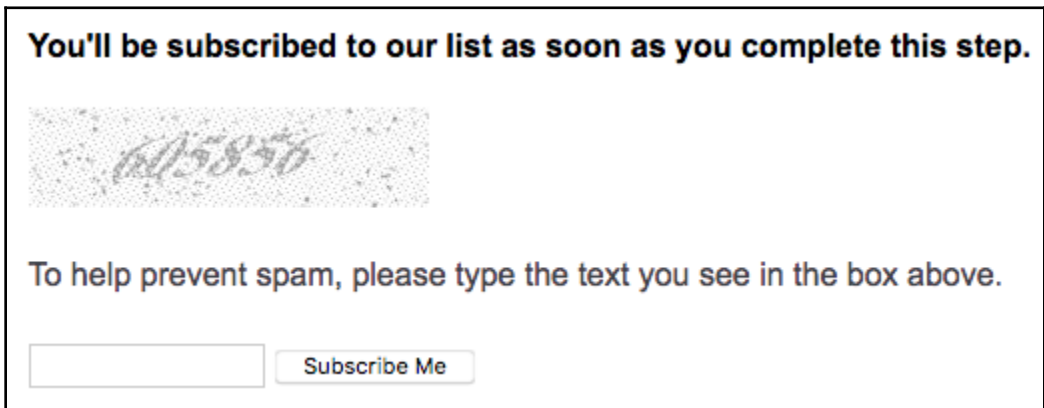 You'll be subscribed to our list as soon as you complete this step.
605856
To help prevent spam, please type the text you see in the box above.
Subscribe Me